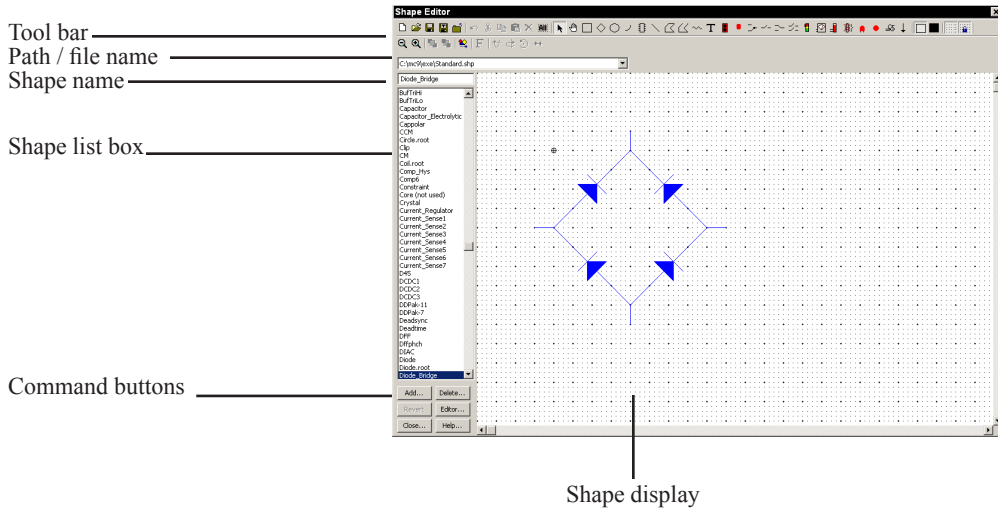 Shape Editor
Tool bar
Path / file name
C:\mc9\exe\Standard.shp
Shape name
Diode_Bridge
BufTriHi
BufTriLo
Capacitor
Capacitor_Electrolytic
Cappolar
CCM
Circle.root
Clip
Shape list box
CM
Coil.root
Comp_Hys
Comp6
Constraint
Core (not used)
Crystal
Current_Regulator
Current_Sense1
Current_Sense2
Current_Sense3
Current_Sense4
Current_Sense5
Current_Sense6
Current_Sense7
D45
DCDC1
DCDC2
DCDC3
DDPak-11
DDPak-7
Deadsync
Deadtime
DFF
Dffphch
DIAC
Diode
Diode.root
Diode_Bridge
Command buttons
Add... Delete...
Revert Editor...
Close... Help...
Shape display